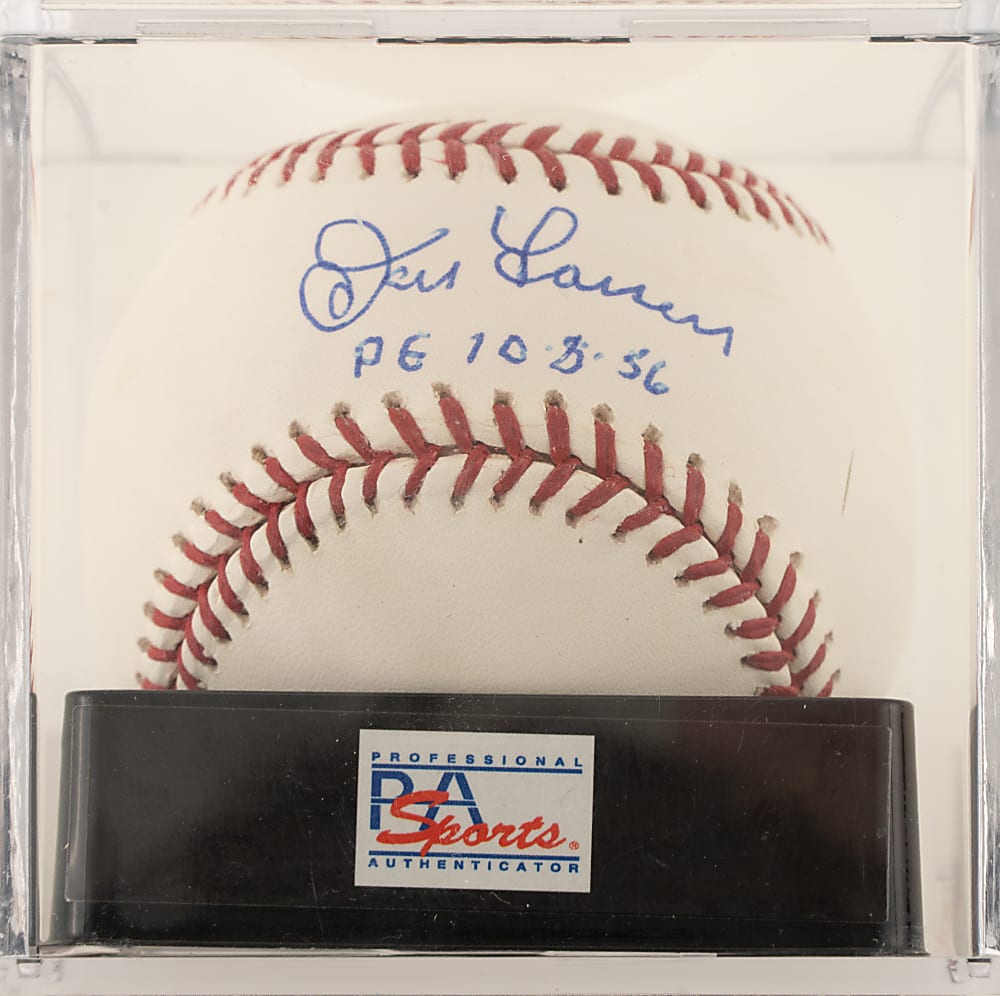 Don Larsen
PG 10·8·56
PROFESSIONAL
PSA
Sports®
AUTHENTICATOR